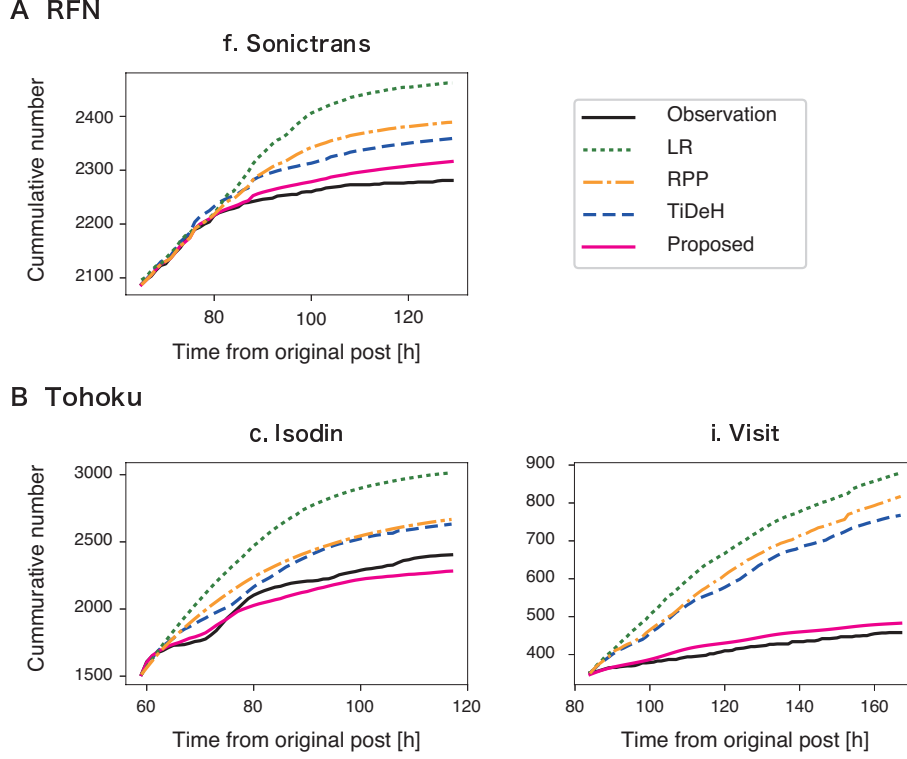 A RFN
f. Sonictrans
Cummulative number
2400
2300
2200
2100
80 100 120
Time from original post [h]
Observation
LR
RPP
TiDeH
Proposed
B Tohoku
c. Isodin
Cummurative number
3000
2500
2000
1500
60 80 100 120
Time from original post [h]
i. Visit
900
800
700
600
500
400
80 100 120 140 160
Time from original post [h]